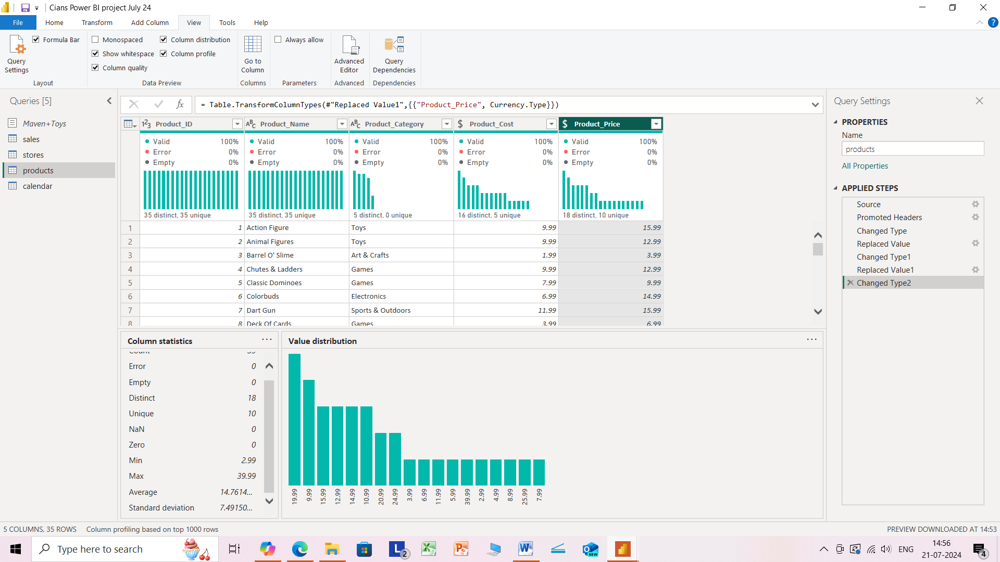 Cians Power BI project July 24
File
Home
Transform
Add Column
View
Tools
Help
?
Query
Settings
Formula Bar
Layout
Monospaced
Show whitespace
Column quality
Column distribution
Column profile
Data Preview
Go to
Column
Columns
Always allow
Parameters
Advanced
Editor
Advanced
Query
Dependencies
Dependencies
Queries [5]
Maven+Toys
sales
stores
products
calendar
fx
= Table.TransformColumnTypes(#"Replaced Value1",{{"Product_Price", Currency.Type}})
1²3 Product_ID ABC Product_Name ABC Product_Category $ Product_Cost $ Product_Price
Valid 100% Valid 100% Valid 100% Valid 100% Valid 100%
Error 0% Error 0% Error 0% Error 0% Error 0%
Empty 0% Empty 0% Empty 0% Empty 0% Empty 0%
35 distinct, 35 unique 35 distinct, 35 unique 5 distinct, 0 unique 16 distinct, 5 unique 18 distinct, 10 unique
1 1 Action Figure Toys 9.99 15.99
2 2 Animal Figures Toys 9.99 12.99
3 3 Barrel O' Slime Art & Crafts 1.99 3.99
4 4 Chutes & Ladders Games 9.99 12.99
5 5 Classic Dominoes Games 7.99 9.99
6 6 Colorbuds Electronics 6.99 14.99
7 7 Dart Gun Sports & Outdoors 11.99 15.99
8 8 Deck Of Cards Games 3.99 6.99
Column statistics
Count 35
Error 0
Empty 0
Distinct 18
Unique 10
NaN 0
Zero 0
Min 2.99
Max 39.99
Average 14.7614...
Standard deviation 7.49150...
Value distribution
19.99 9.99 15.99 12.99 14.99 10.99 20.99 24.99 3.99 6.99 11.99 5.99 39.99 2.99 4.99 8.99 25.99 7.99
Query Settings
PROPERTIES
Name
products
All Properties
APPLIED STEPS
Source
Promoted Headers
Changed Type
Replaced Value
Changed Type1
Replaced Value1
Changed Type2
5 COLUMNS, 35 ROWS Column profiling based on top 1000 rows
PREVIEW DOWNLOADED AT 14:53
Type here to search
L
2
W
NEW
ENG
14:56
21-07-2024
4